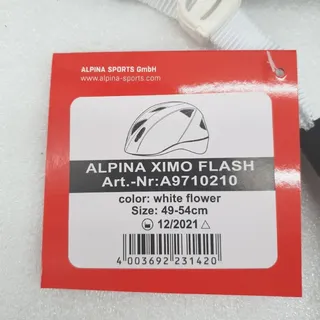 ALPINA SPORTS GmbH
www.alpina-sports.com
ALPINA XIMO FLASH
Art.-Nr:A9710210
color: white flower
Size: 49-54cm
12/2021
4 003692 231420